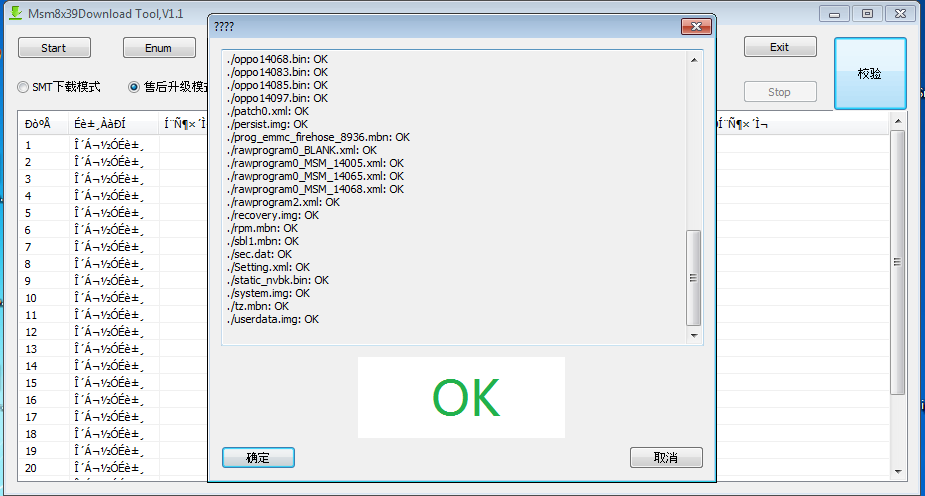 Msm8x39Download Tool,V1.1
Start
Enum
SMT下载模式
售后升级模式
????
./oppo14068.bin: OK
./oppo14083.bin: OK
./oppo14085.bin: OK
./oppo14097.bin: OK
./patch0.xml: OK
./persist.img: OK
./prog_emmc_firehose_8936.mbn: OK
./rawprogram0_BLANK.xml: OK
./rawprogram0_MSM_14005.xml: OK
./rawprogram0_MSM_14065.xml: OK
./rawprogram0_MSM_14068.xml: OK
./rawprogram2.xml: OK
./recovery.img: OK
./rpm.mbn: OK
./sbl1.mbn: OK
./sec.dat: OK
./Setting.xml: OK
./static_nvbk.bin: OK
./system.img: OK
./tz.mbn: OK
./userdata.img: OK
OK
确定
取消
Exit
Stop
校验
ÐòºÅ Éè±¸ÀàÐÍ Í¨Ñ¶×´Ì
Í¨Ñ¶×´Ì¬
1 Î´Á¬½ÓÉè±¸
2 Î´Á¬½ÓÉè±¸
3 Î´Á¬½ÓÉè±¸
4 Î´Á¬½ÓÉè±¸
5 Î´Á¬½ÓÉè±¸
6 Î´Á¬½ÓÉè±¸
7 Î´Á¬½ÓÉè±¸
8 Î´Á¬½ÓÉè±¸
9 Î´Á¬½ÓÉè±¸
10 Î´Á¬½ÓÉè±¸
11 Î´Á¬½ÓÉè±¸
12 Î´Á¬½ÓÉè±¸
13 Î´Á¬½ÓÉè±¸
14 Î´Á¬½ÓÉè±¸
15 Î´Á¬½ÓÉè±¸
16 Î´Á¬½ÓÉè±¸
17 Î´Á¬½ÓÉè±¸
18 Î´Á¬½ÓÉè±¸
19 Î´Á¬½ÓÉè±¸
20 Î´Á¬½ÓÉè±¸